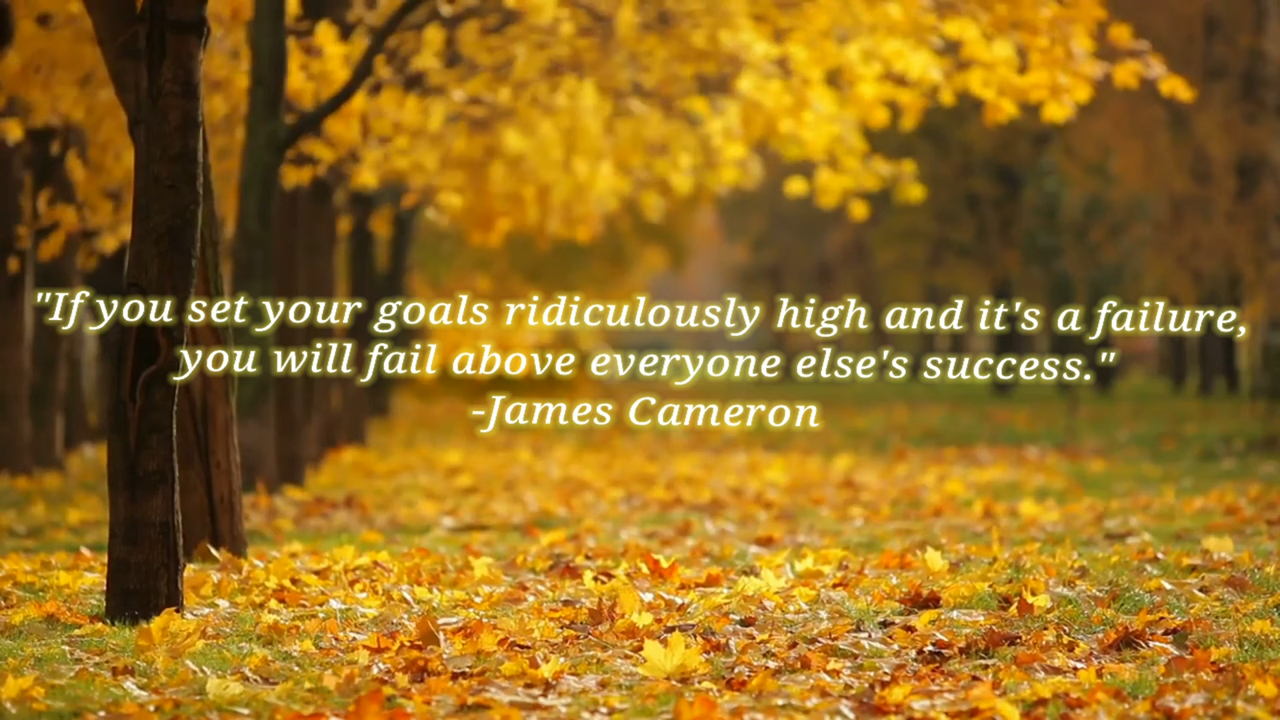 "If you set your goals ridiculously high and it's a failure,
you will fail above everyone else's success."
-James Cameron